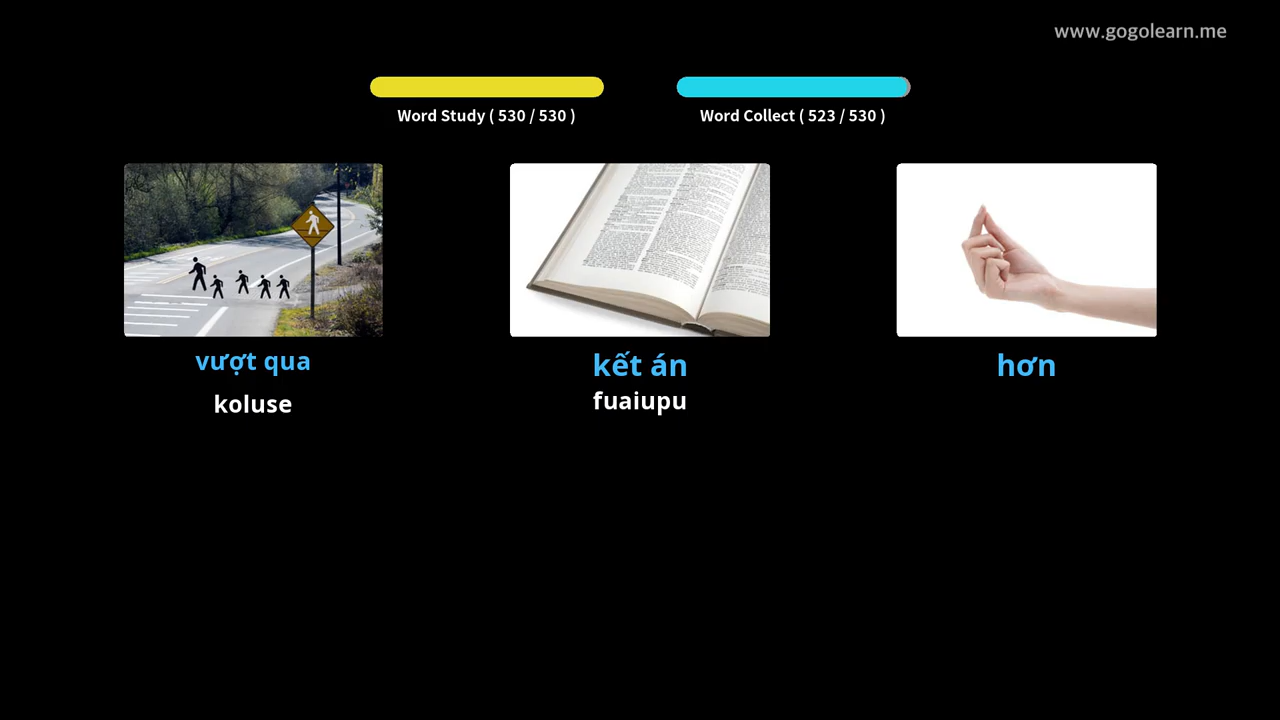 www.gogolearn.me
Word Study ( 530 / 530 )
Word Collect ( 523 / 530 )
vượt qua
koluse
kết án
fuaiupu
hơn